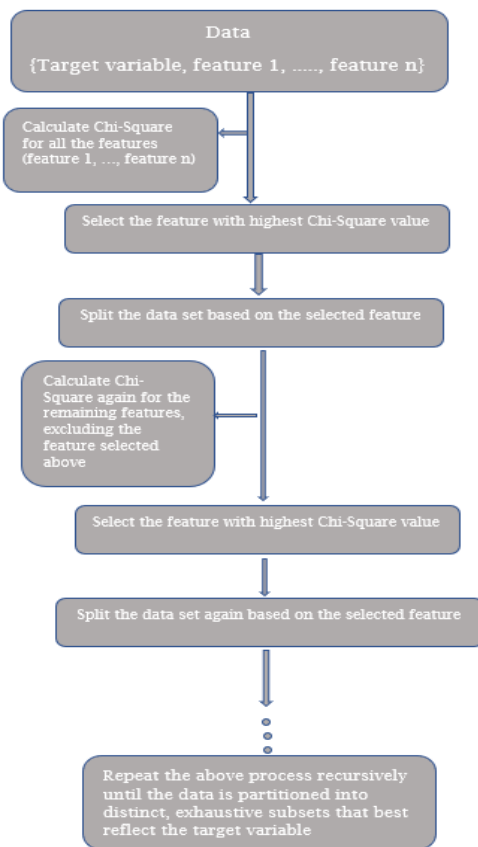 Data
{Target variable, feature 1, ....., feature n}
Calculate Chi-Square
for all the features
(feature 1, ..., feature n)
Select the feature with highest Chi-Square value
Split the data set based on the selected feature
Calculate Chi-
Square again for the
remaining features,
excluding the
feature selected
above
Select the feature with highest Chi-Square value
Split the data set again based on the selected feature
Repeat the above process recursively
until the data is partitioned into
distinct, exhaustive subsets that best
reflect the target variable